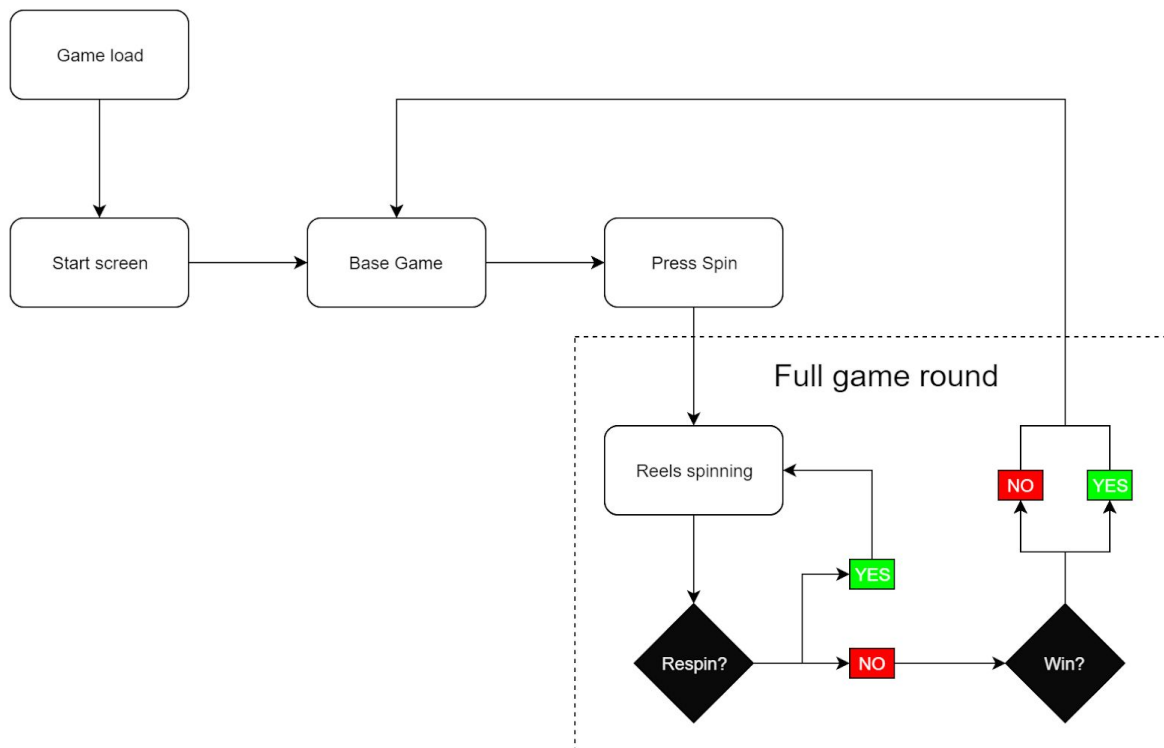 Game load
Start screen
Base Game
Press Spin
Full game round
Reels spinning
NO
YES
YES
Respin?
NO
Win?